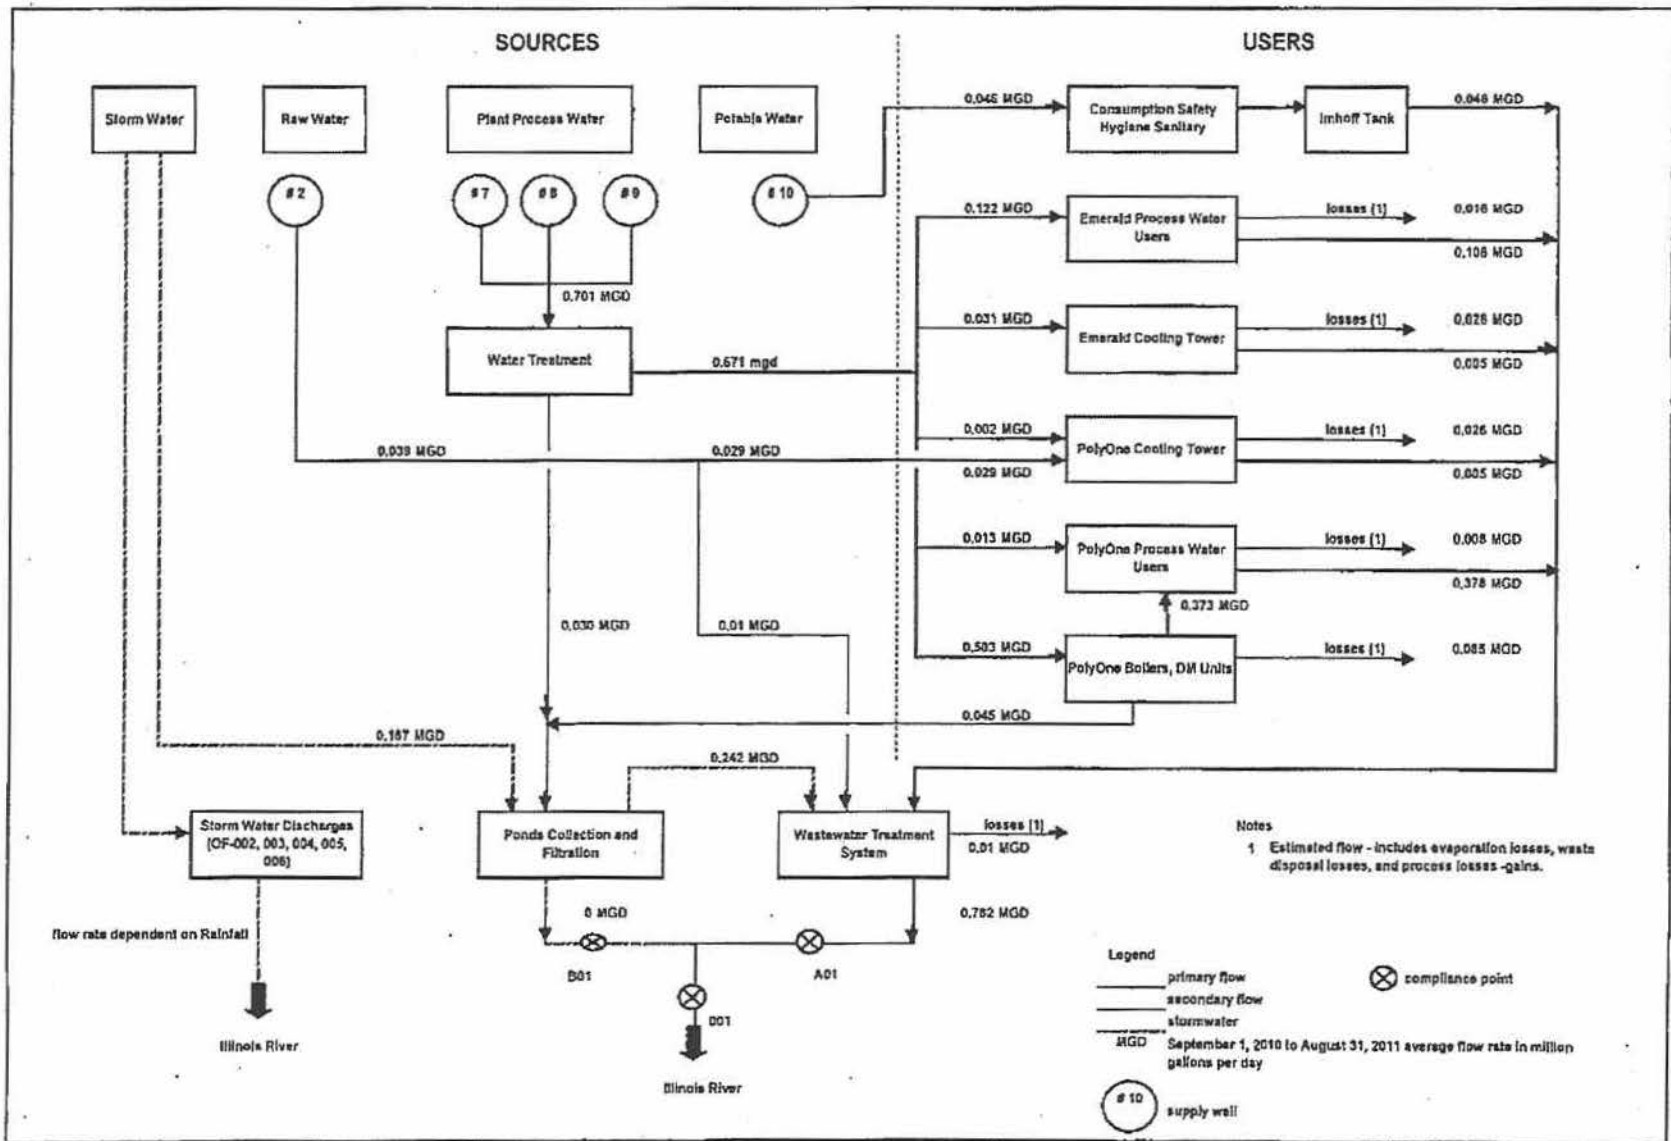 SOURCES
USERS
Storm Water
Raw Water
Plant Process Water
Potable Water
# 2
# 7
# 8
# 9
# 10
0.701 MGD
Water Treatment
0.671 mgd
0.039 MGD
0.029 MGD
0.030 MGD
0.01 MGD
0.187 MGD
0.242 MGD
0.045 MGD
Consumption Safety
Hygiene Sanitary
Imhoff Tank
0.122 MGD
Emerald Process Water
Users
losses (1)
0.016 MGD
0.106 MGD
0.031 MGD
Emerald Cooling Tower
losses (1)
0.026 MGD
0.005 MGD
0.002 MGD
0.029 MGD
PolyOne Cooling Tower
losses (1)
0.026 MGD
0.005 MGD
0.013 MGD
PolyOne Process Water
Users
losses (1)
0.008 MGD
0.378 MGD
0.373 MGD
0.503 MGD
PolyOne Boilers, DM Units
losses (1)
0.085 MGD
Storm Water Discharges
(OF-002, 003, 004, 005,
006)
Ponds Collection and
Filtration
Wastewater Treatment
System
losses (1)
0.01 MGD
0 MGD
0.782 MGD
B01
A01
001
flow rate dependent on Rainfall
Illinois River
Illinois River
Notes
1 Estimated flow - includes evaporation losses, waste
disposal losses, and process losses -gains.
Legend
primary flow
secondary flow
stormwater
MGD September 1, 2010 to August 31, 2011 average flow rate in million
gallons per day
compliance point
# 10
supply well